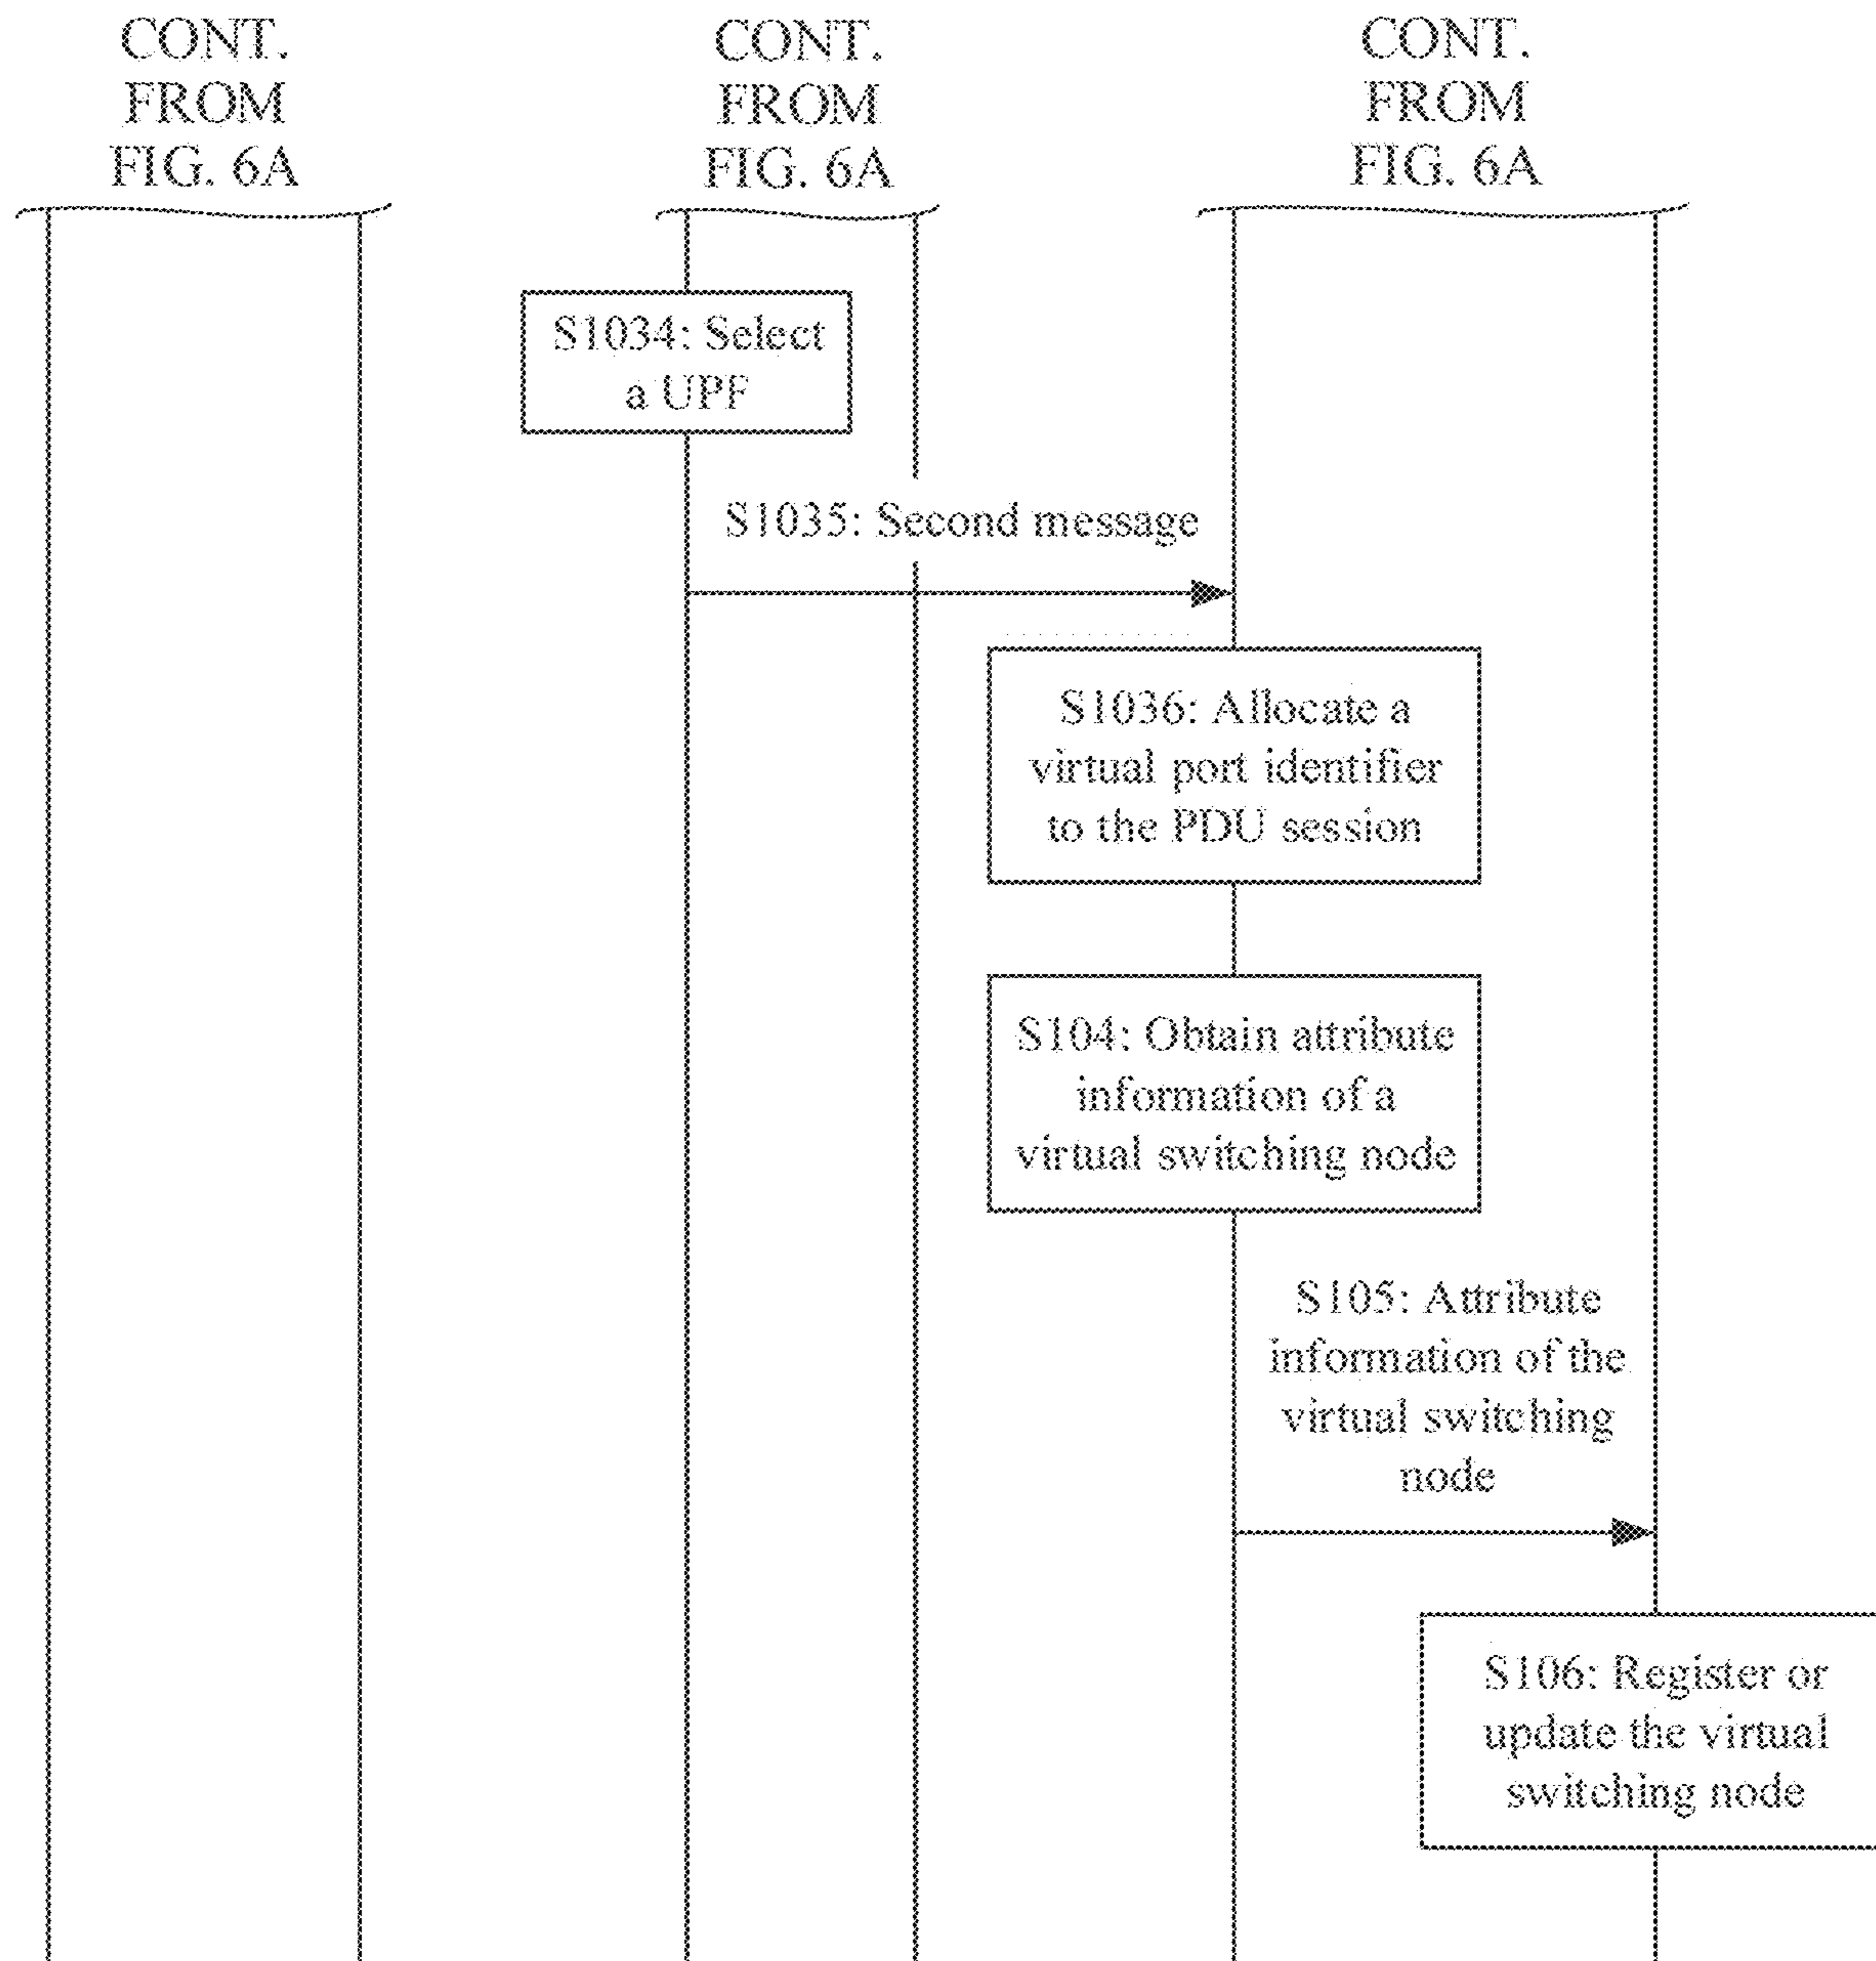 CONT.
FROM
FIG. 6A
CONT.
FROM
FIG. 6A
CONT.
FROM
FIG. 6A
S1034: Select
a UPF
S1035: Second message
S1036: Allocate a
virtual port identifier
to the PDU session
S104: Obtain attribute
information of a
virtual switching node
S105: Attribute
information of the
virtual switching
node
S106: Register or
update the virtual
switching node